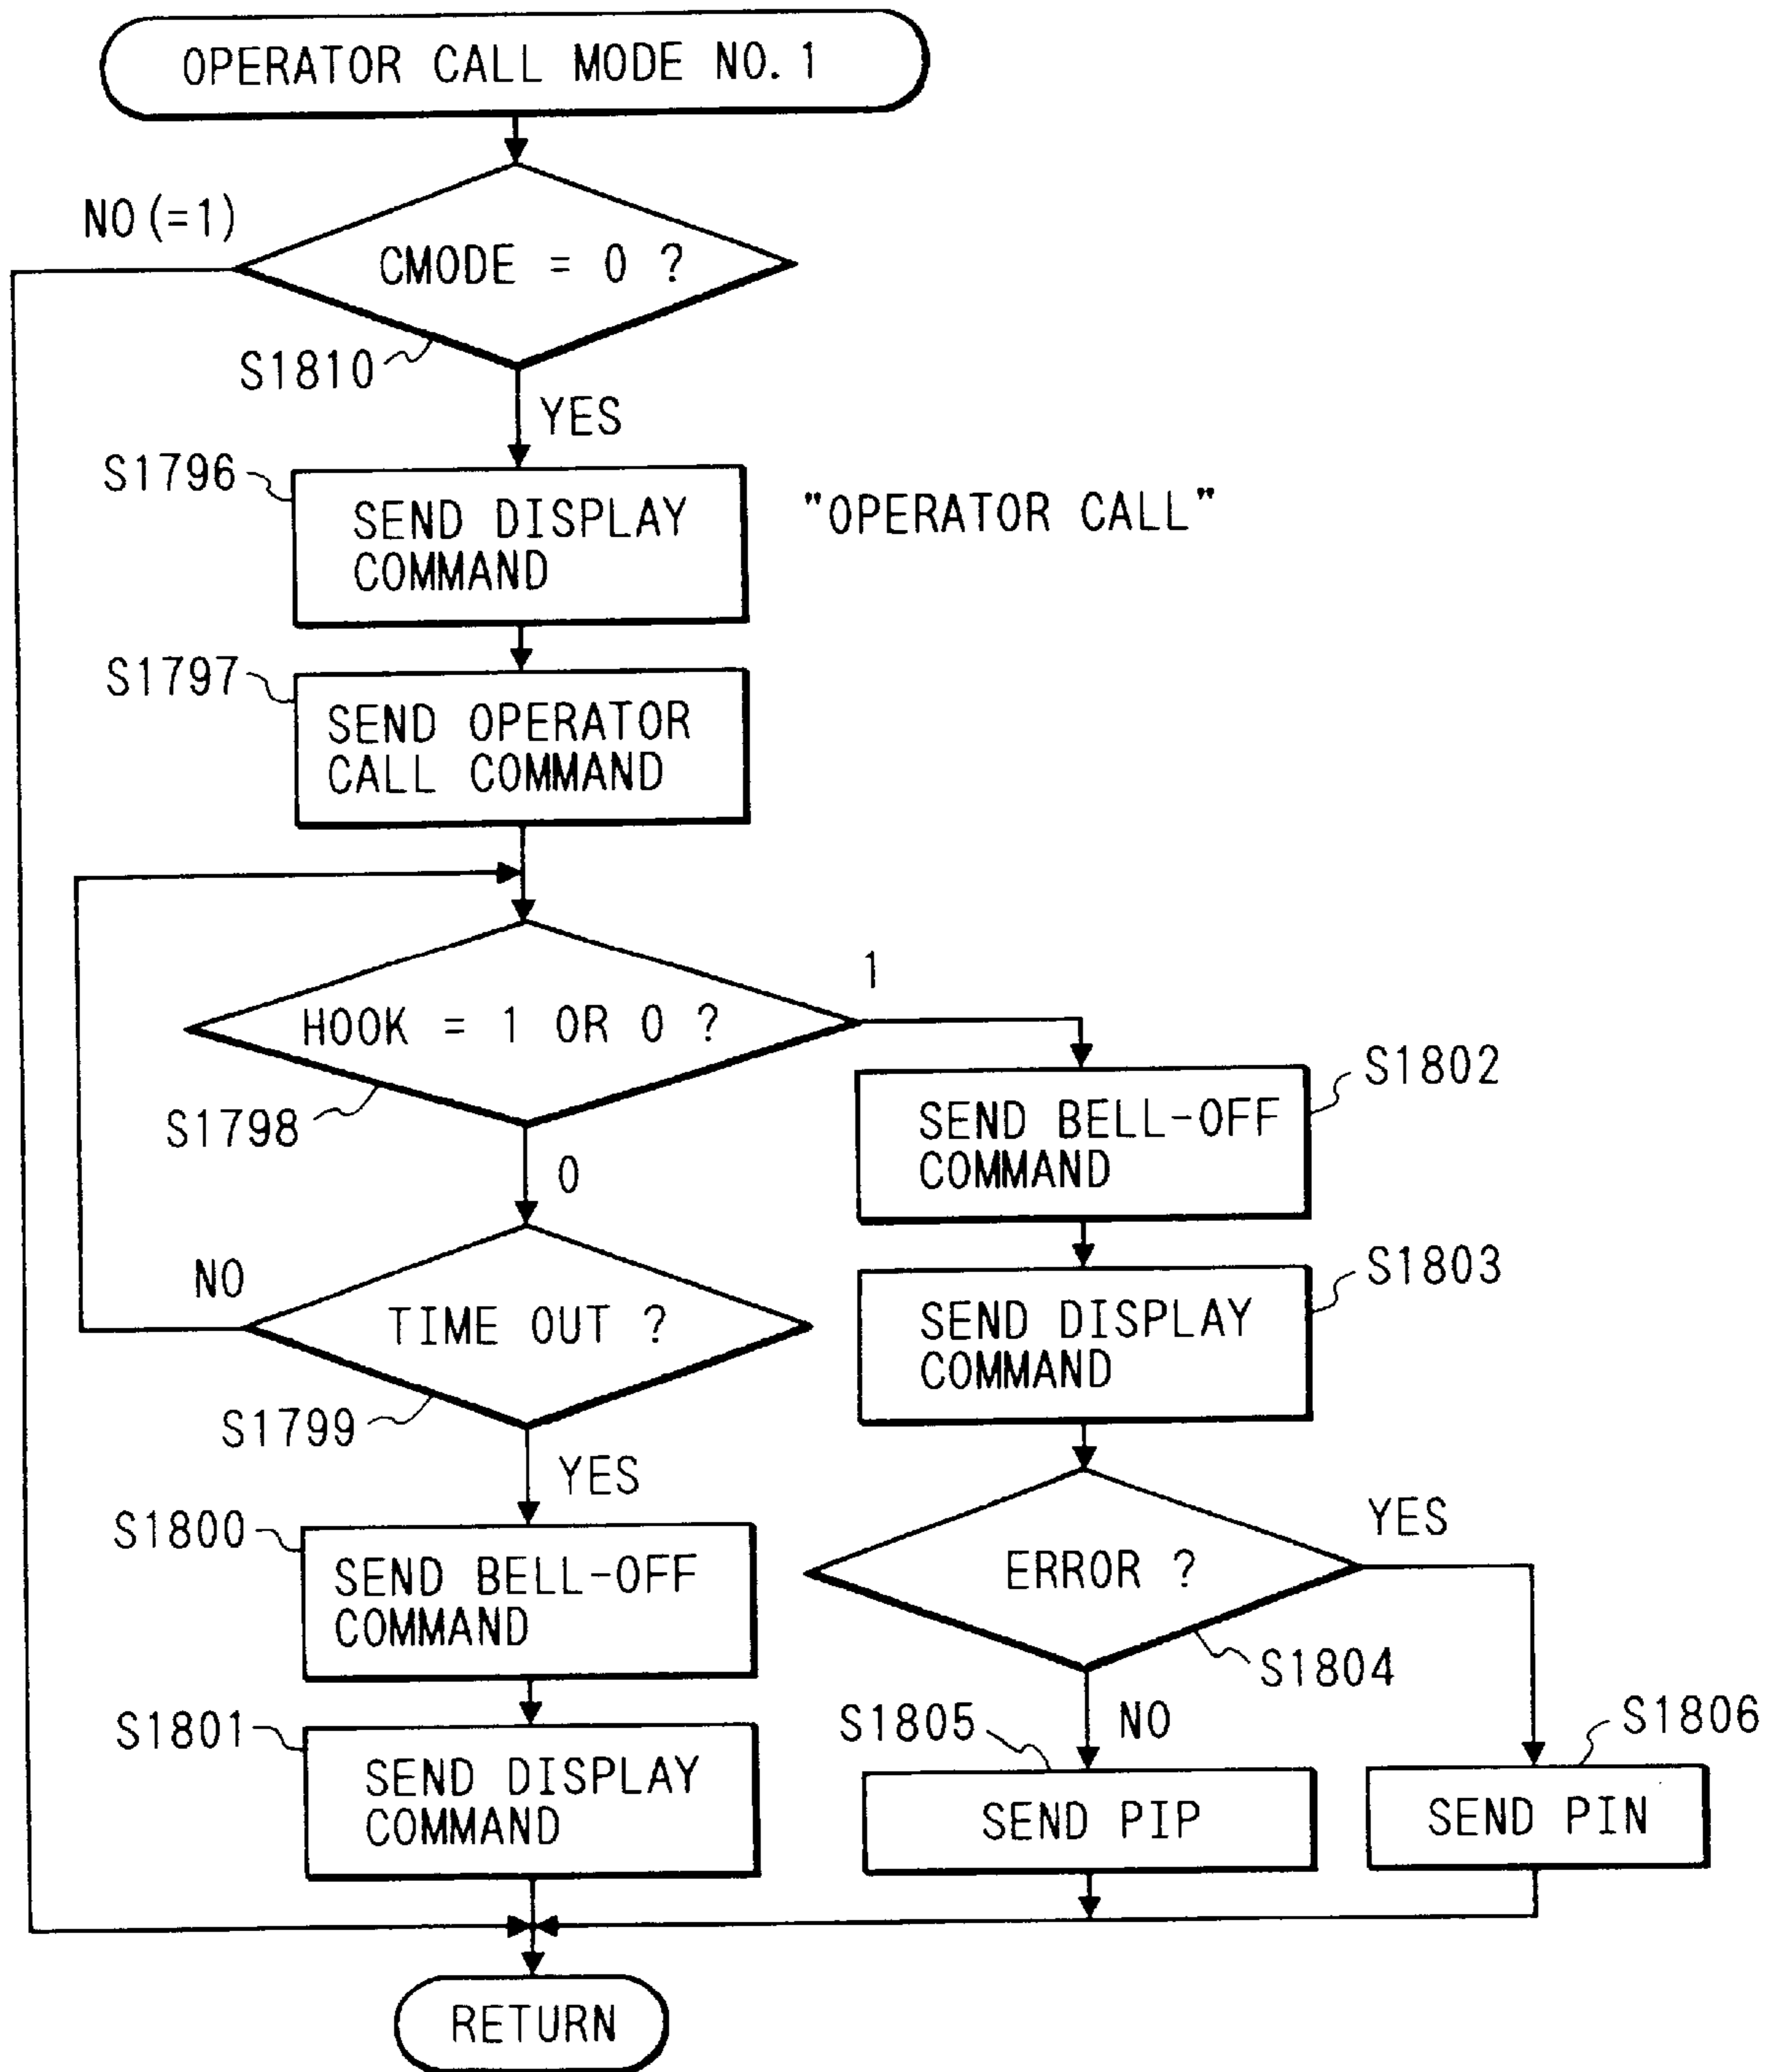 OPERATOR CALL MODE NO. 1
NO (=1)
CMODE = 0 ?
S1810
YES
S1796
SEND DISPLAY
COMMAND
"OPERATOR CALL"
S1797
SEND OPERATOR
CALL COMMAND
HOOK = 1 OR 0 ?
1
S1798
0
S1802
SEND BELL-OFF
COMMAND
NO
TIME OUT ?
S1799
YES
S1803
SEND DISPLAY
COMMAND
S1800
SEND BELL-OFF
COMMAND
ERROR ?
YES
S1804
NO
S1801
SEND DISPLAY
COMMAND
S1805
SEND PIP
S1806
SEND PIN
RETURN